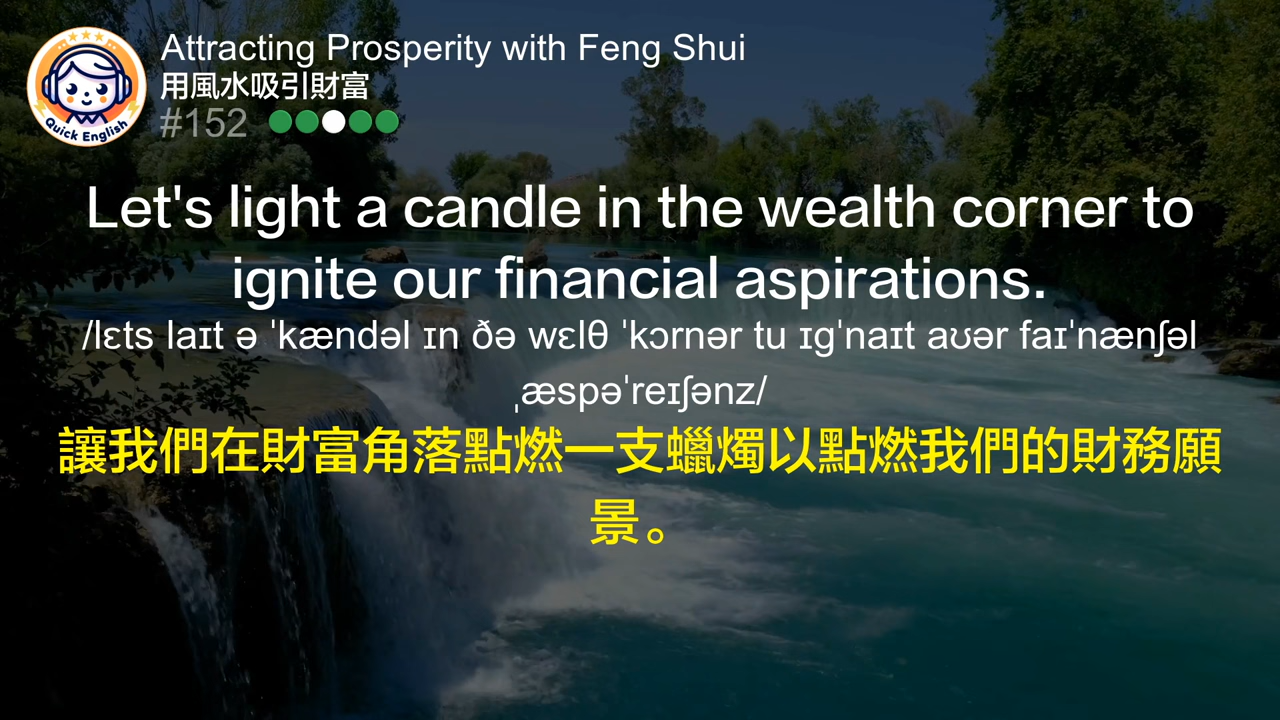 Quick English
Attracting Prosperity with Feng Shui
用風水吸引財富
#152
Let's light a candle in the wealth corner to
ignite our financial aspirations.
/lɛts laɪt ə ˈkændəl ɪn ðə wɛlθ ˈkɔrnər tu ɪɡˈnaɪt aʊər faɪˈnænʃəl
ˌæspəˈreɪʃənz/
讓我們在財富角落點燃一支蠟燭以點燃我們的財務願
景。